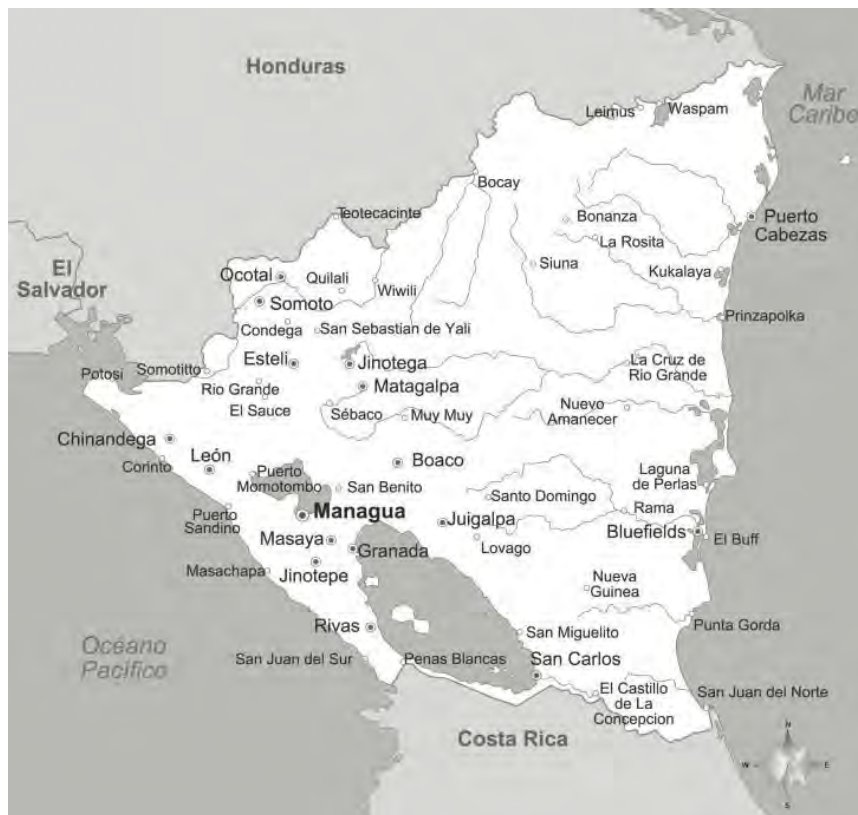 Honduras
Mar
Caribe
Leimus
Waspam
Bocay
Teotecacinte
Bonanza
Puerto
Cabezas
La Rosita
El
Salvador
Ocotal
Quilali
Wiwili
Siuna
Kukalaya
Somoto
Condega
San Sebastian de Yali
Prinzapolka
Esteli
Jinotega
La Cruz de
Rio Grande
Potosi
Somotitto
Rio Grande
Matagalpa
El Sauce
Sébaco
Muy Muy
Nuevo
Amanecer
Chinandega
Corinto
León
Boaco
Puerto
Momotombo
San Benito
Laguna
de Perlas
Santo Domingo
Rama
Puerto
Sandino
Managua
Juigalpa
Bluefields
El Buff
Masaya
Granada
Lovago
Masachapa
Jinotepe
Nueva
Guinea
Rivas
San Miguelito
Punta Gorda
Océano
Pacífico
San Juan del Sur
Penas Blancas
San Carlos
El Castillo
de La
Concepcion
San Juan del Norte
Costa Rica
N
W
E
S